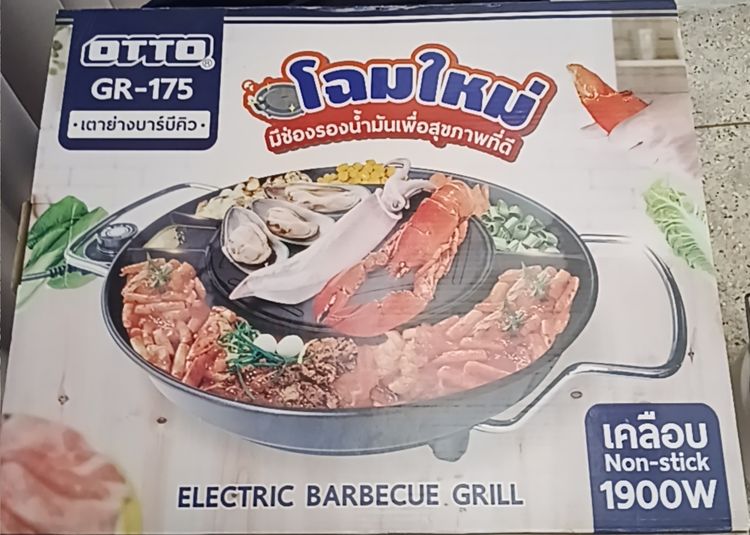 OTTO®
GR-175
• เตาย่างบาร์บีคิว •
โฉมใหม่
มีช่องรองน้ำมันเพื่อสุขภาพที่ดี
เคลือบ
Non-stick
1900W
ELECTRIC BARBECUE GRILL